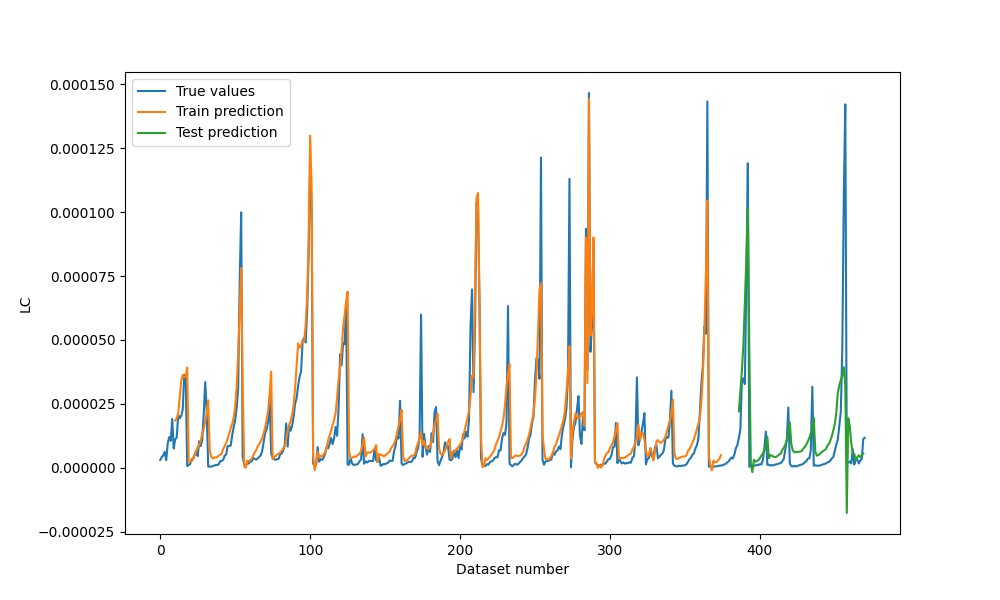 0.000150
0.000125
0.000100
0.000075
0.000050
0.000025
0.000000
−0.000025
LC
True values
Train prediction
Test prediction
0 100 200 300 400
Dataset number